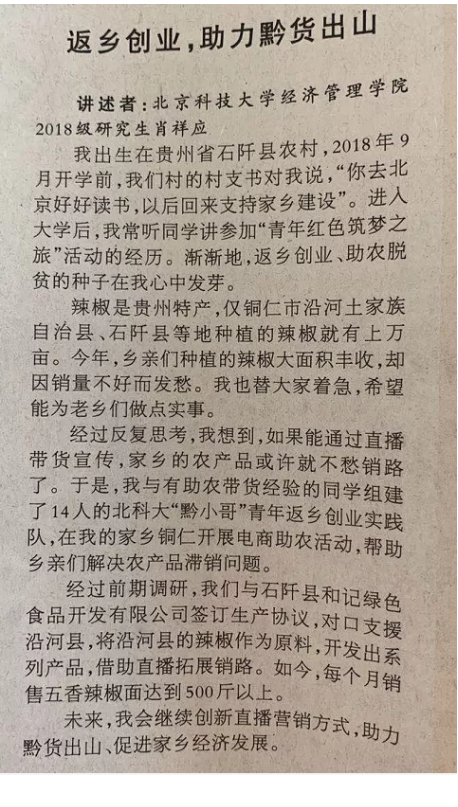 返乡创业,助力黔货出山
讲述者:北京科技大学经济管理学院
2018级研究生肖祥应
我出生在贵州省石阡县农村,2018年9
月开学前,我们村的村支书对我说,“你去北
京好好读书,以后回来支持家乡建设”。进入
大学后,我常听同学讲参加“青年红色筑梦之
旅”活动的经历。渐渐地,返乡创业、助农脱
贫的种子在我心中发芽。
辣椒是贵州特产,仅铜仁市沿河土家族
自治县、石阡县等地种植的辣椒就有上万
亩。今年,乡亲们种植的辣椒大面积丰收,却
因销量不好而发愁。我也替大家着急,希望
能为老乡们做点实事。
经过反复思考,我想到,如果能通过直播
带货宣传,家乡的农产品或许就不愁销路
了。于是,我与有助农带货经验的同学组建
了14人的北科大“黔小哥”青年返乡创业实践
队,在我的家乡铜仁开展电商助农活动,帮助
乡亲们解决农产品滞销问题。
经过前期调研,我们与石阡县和记绿色
食品开发有限公司签订生产协议,对口支援
沿河县,将沿河县的辣椒作为原料,开发出系
列产品,借助直播拓展销路。如今,每个月销
售五香辣椒面达到500斤以上。
未来,我会继续创新直播营销方式,助力
黔货出山、促进家乡经济发展。